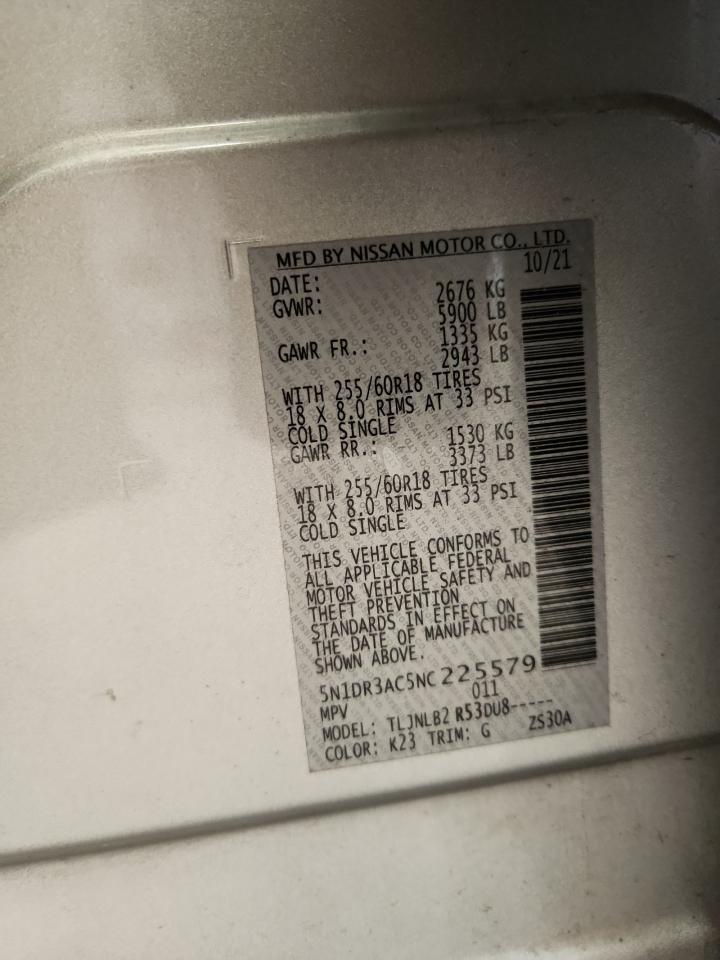 MFD BY NISSAN MOTOR CO., LTD.
DATE: 10/21
GVWR: 2676 KG
5900 LB
GAWR FR.: 1335 KG
2943 LB
WITH 255/60R18 TIRES
18 X 8.0 RIMS AT 33 PSI
COLD SINGLE
GAWR RR.: 1530 KG
3373 LB
WITH 255/60R18 TIRES
18 X 8.0 RIMS AT 33 PSI
COLD SINGLE
THIS VEHICLE CONFORMS TO
ALL APPLICABLE FEDERAL
MOTOR VEHICLE SAFETY AND
THEFT PREVENTION
STANDARDS IN EFFECT ON
THE DATE OF MANUFACTURE
SHOWN ABOVE.
5N1DR3AC5NC225579
MPV 011
MODEL: TLJNLB2 R53DU8-----
COLOR: K23 TRIM: G ZS30A